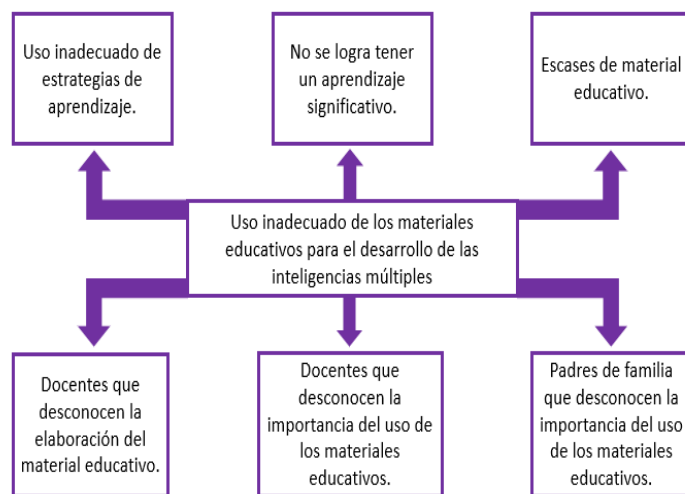 Uso inadecuado de
estrategias de
aprendizaje.
No se logra tener
un aprendizaje
significativo.
Escases de material
educativo.
Uso inadecuado de los materiales
educativos para el desarrollo de las
inteligencias múltiples
Docentes que
desconocen la
elaboración del
material educativo.
Docentes que
desconocen la
importancia del uso de
los materiales
educativos.
Padres de familia
que desconocen la
importancia del uso
de los materiales
educativos.